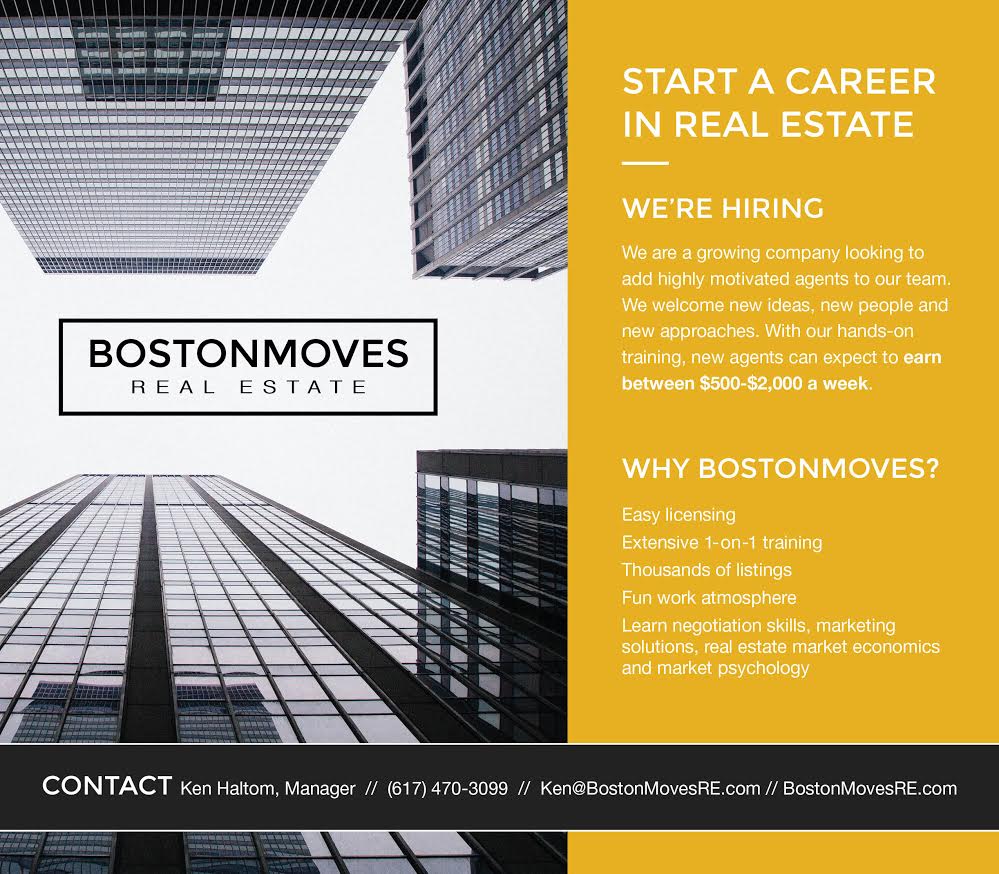 BOSTONMOVES
REAL ESTATE
START A CAREER
IN REAL ESTATE
WE’RE HIRING
We are a growing company looking to
add highly motivated agents to our team.
We welcome new ideas, new people and
new approaches. With our hands-on
training, new agents can expect to earn
between $500-$2,000 a week.
WHY BOSTONMOVES?
Easy licensing
Extensive 1-on-1 training
Thousands of listings
Fun work atmosphere
Learn negotiation skills, marketing
solutions, real estate market economics
and market psychology
CONTACT Ken Haltom, Manager // (617) 470-3099 // Ken@BostonMovesRE.com // BostonMovesRE.com